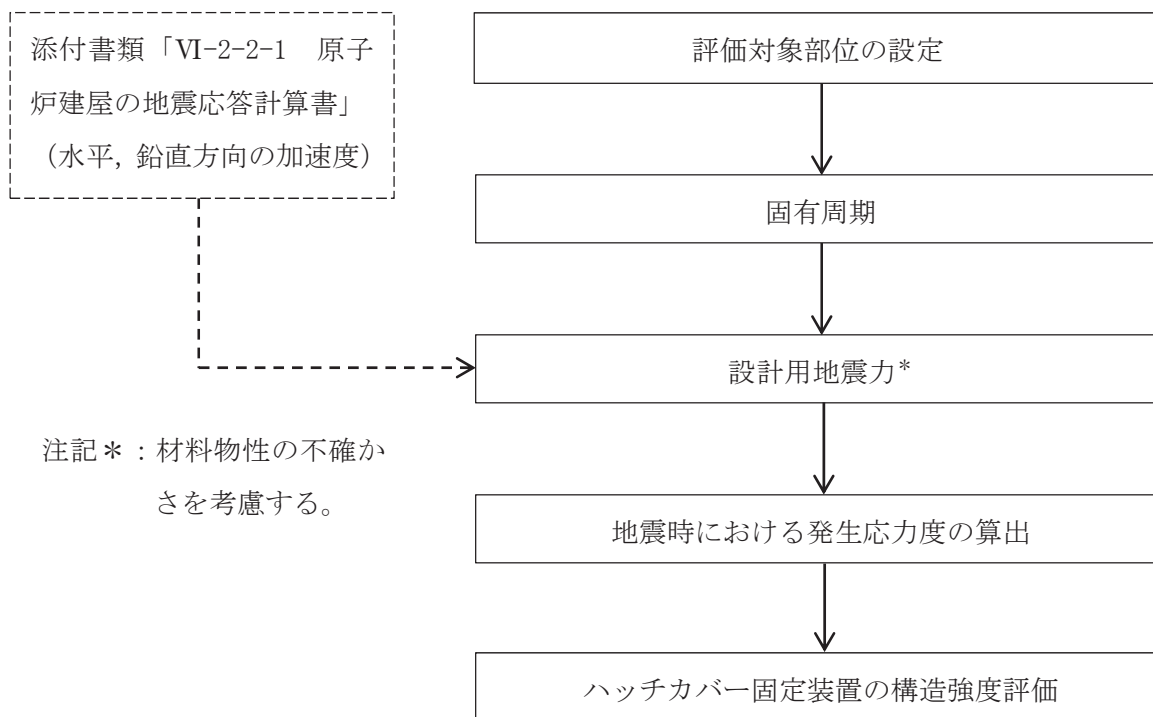 添付書類「Ⅵ-2-2-1　原子
炉建屋の地震応答計算書」
（水平，鉛直方向の加速度）
評価対象部位の設定
固有周期
設計用地震力*
注記＊：材料物性の不確か
さを考慮する。
地震時における発生応力度の算出
ハッチカバー固定装置の構造強度評価